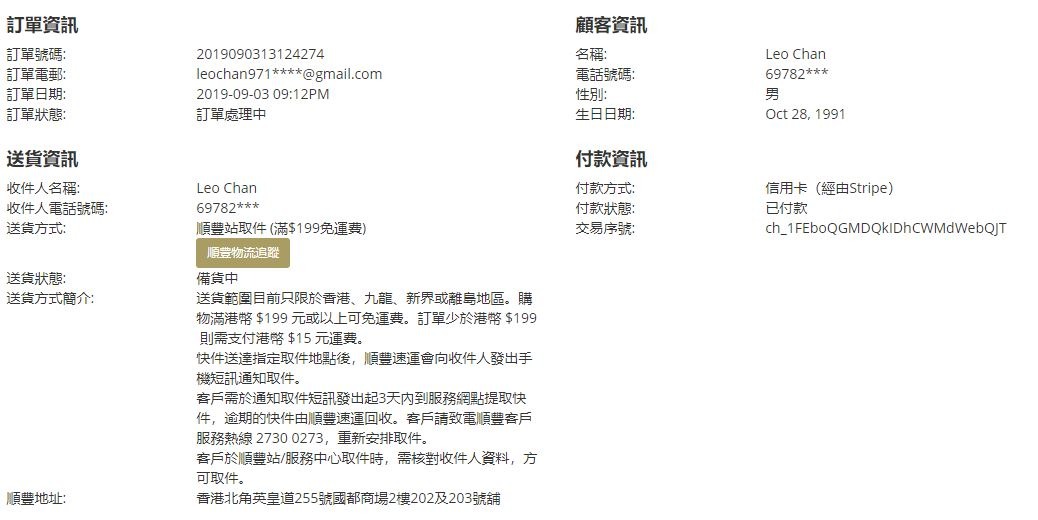 訂單資訊
訂單號碼: 2019090313124274
訂單電郵: leochan971****@gmail.com
訂單日期: 2019-09-03 09:12PM
訂單狀態: 訂單處理中
顧客資訊
名稱: Leo Chan
電話號碼: 69782***
性別: 男
生日日期: Oct 28, 1991
送貨資訊
收件人名稱: Leo Chan
收件人電話號碼: 69782***
送貨方式: 順豐站取件 (滿$199免運費)
順豐物流追蹤
送貨狀態: 備貨中
送貨方式簡介: 送貨範圍目前只限於香港、九龍、新界或離島地區。購
物滿港幣 $199 元或以上可免運費。訂單少於港幣 $199
則需支付港幣 $15 元運費。
快件送達指定取件地點後，順豐速運會向收件人發出手
機短訊通知取件。
客戶需於通知取件短訊發出起3天內到服務網點提取快
件，逾期的快件由順豐速運回收。客戶請致電順豐客戶
服務熱線 2730 0273，重新安排取件。
客戶於順豐站/服務中心取件時，需核對收件人資料，方
可取件。
順豐地址: 香港北角英皇道255號國都商場2樓202及203號舖
付款資訊
付款方式: 信用卡（經由Stripe）
付款狀態: 已付款
交易序號: ch_1FEboQGMDQkIDhCWMdWebQJT